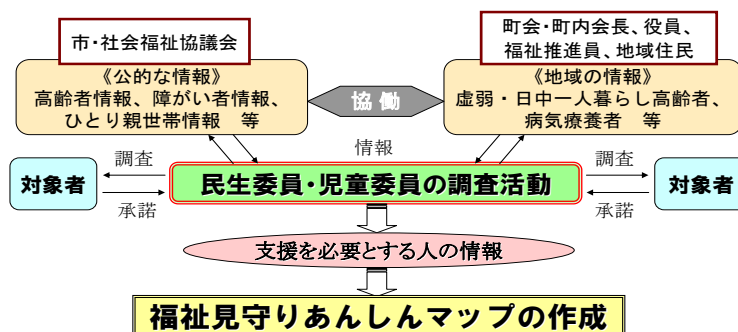 市・社会福祉協議会
町会・町内会長、役員、
福祉推進員、地域住民
《公的な情報》
高齢者情報、障がい者情報、
ひとり親世帯情報　等
協働
《地域の情報》
虚弱・日中一人暮らし高齢者、
病気療養者　等
情報
対象者
調査
承諾
民生委員・児童委員の調査活動
調査
承諾
対象者
支援を必要とする人の情報
福祉見守りあんしんマップの作成